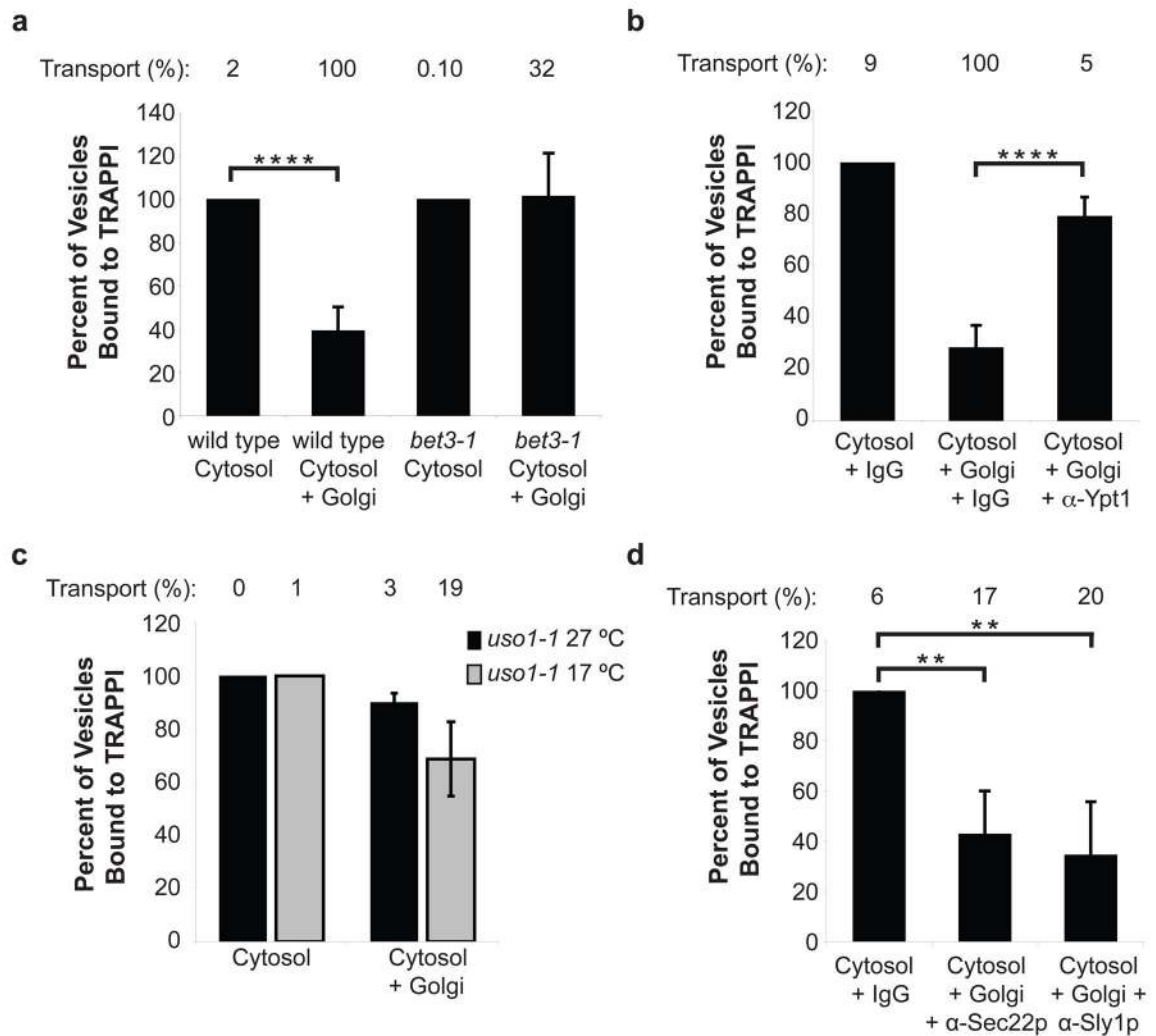 a
Transport (%): 2 100 0.10 32
Percent of Vesicles
Bound to TRAPPI
140
120
100
80
60
40
20
0
****
wild type
Cytosol
wild type
Cytosol
+ Golgi
bet3-1
Cytosol
bet3-1
Cytosol
+ Golgi
b
Transport (%): 9 100 5
Percent of Vesicles
Bound to TRAPPI
120
100
80
60
40
20
0
****
Cytosol
+ IgG
Cytosol
+ Golgi
+ IgG
Cytosol
+ Golgi
+ α-Ypt1
c
Transport (%): 0 1 3 19
Percent of Vesicles
Bound to TRAPPI
120
100
80
60
40
20
0
uso1-1 27 ºC
uso1-1 17 ºC
Cytosol
Cytosol
+ Golgi
d
Transport (%): 6 17 20
Percent of Vesicles
Bound to TRAPPI
120
100
80
60
40
20
0
**
**
Cytosol
+ IgG
Cytosol
+ Golgi
+ α-Sec22p
Cytosol
+ Golgi +
α-Sly1p